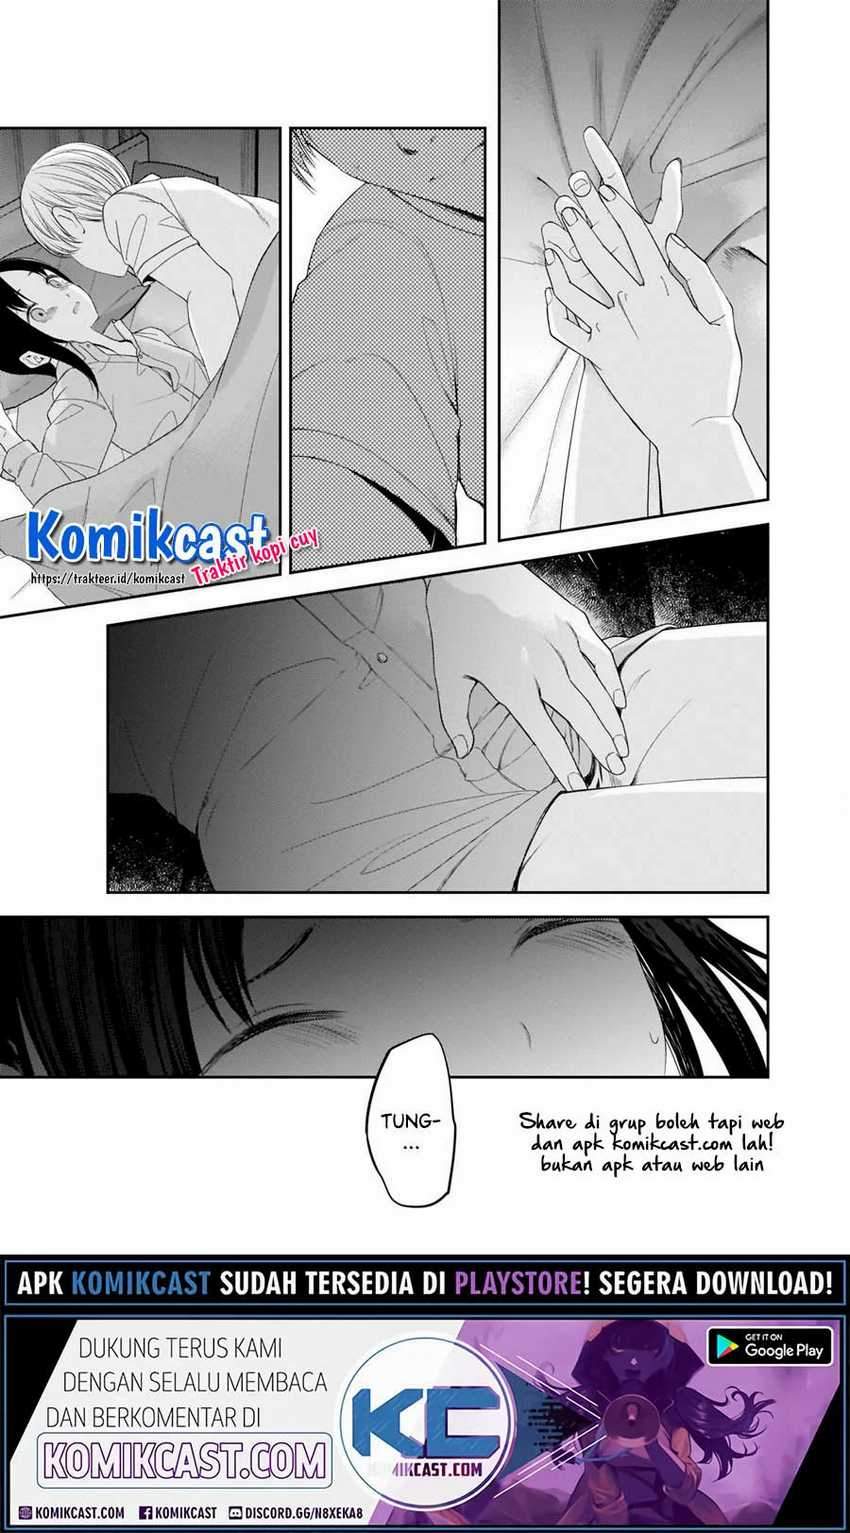 Komikcast
https://trakteer.id/komikcast
Traktir kopi cuy
TUNG-
...
Share di grup boleh tapi web
dan apk komikcast.com lah!
bukan apk atau web lain
APK KOMIKCAST SUDAH TERSEDIA DI PLAYSTORE! SEGERA DOWNLOAD!
DUKUNG TERUS KAMI
DENGAN SELALU MEMBACA
DAN BERKOMENTAR DI
KOMIKCAST.COM
KC
KOMIKCAST.COM
GET IT ON
Google Play
KOMIKCAST.COM
KOMIKCAST
DISCORD.GG/N8XEKA8